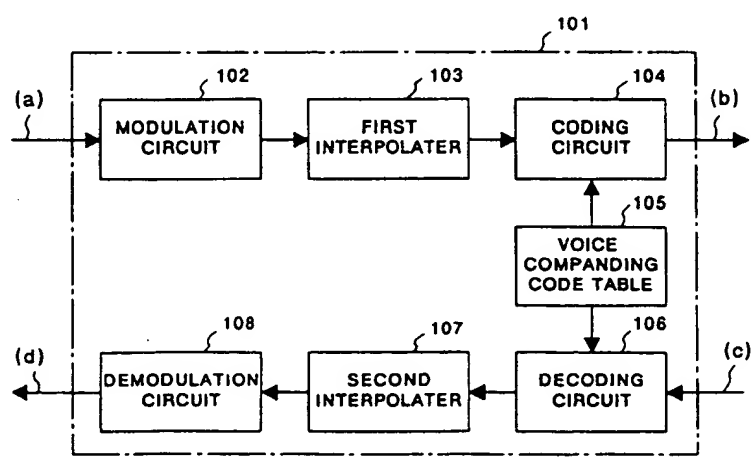 101
102
103
104
(a)
(b)
MODULATION
CIRCUIT
FIRST
INTERPOLATER
CODING
CIRCUIT
105
VOICE
COMPANDING
CODE TABLE
108
107
106
(d)
(c)
DEMODULATION
CIRCUIT
SECOND
INTERPOLATER
DECODING
CIRCUIT